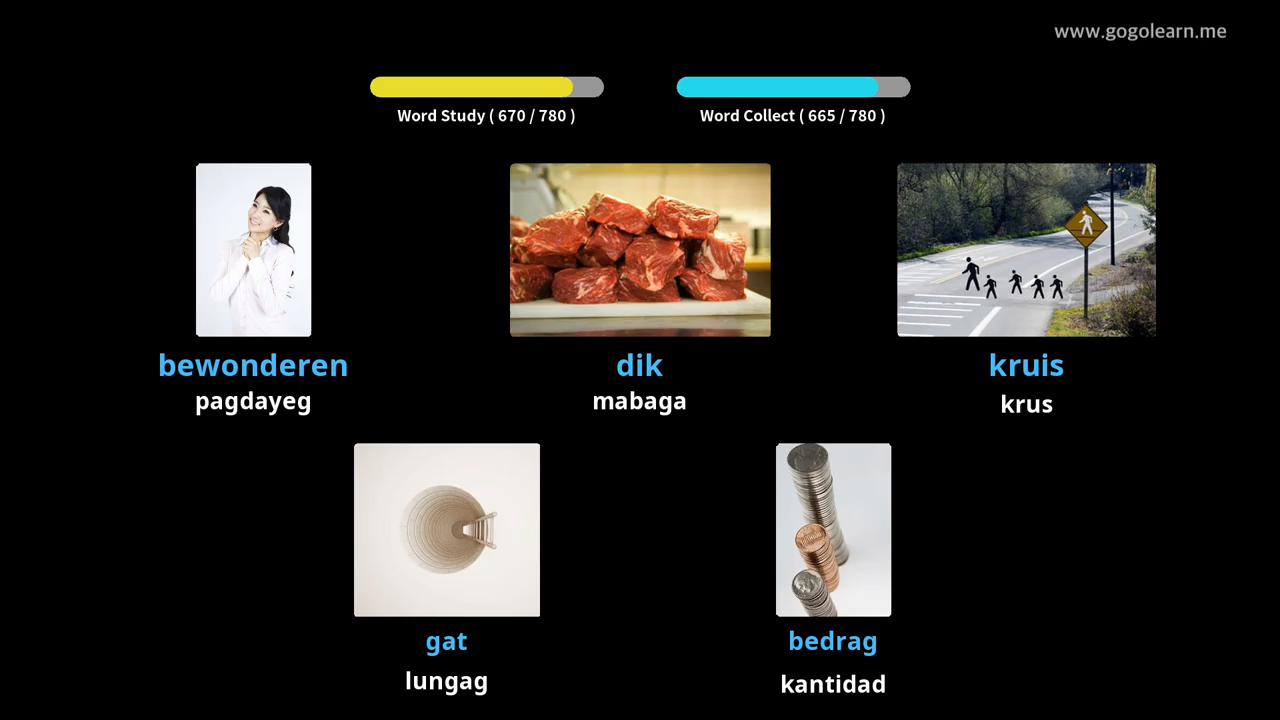 www.gogolearn.me
Word Study ( 670 / 780 )
Word Collect ( 665 / 780 )
bewonderen
pagdayeg
dik
mabaga
kruis
krus
gat
lungag
bedrag
kantidad